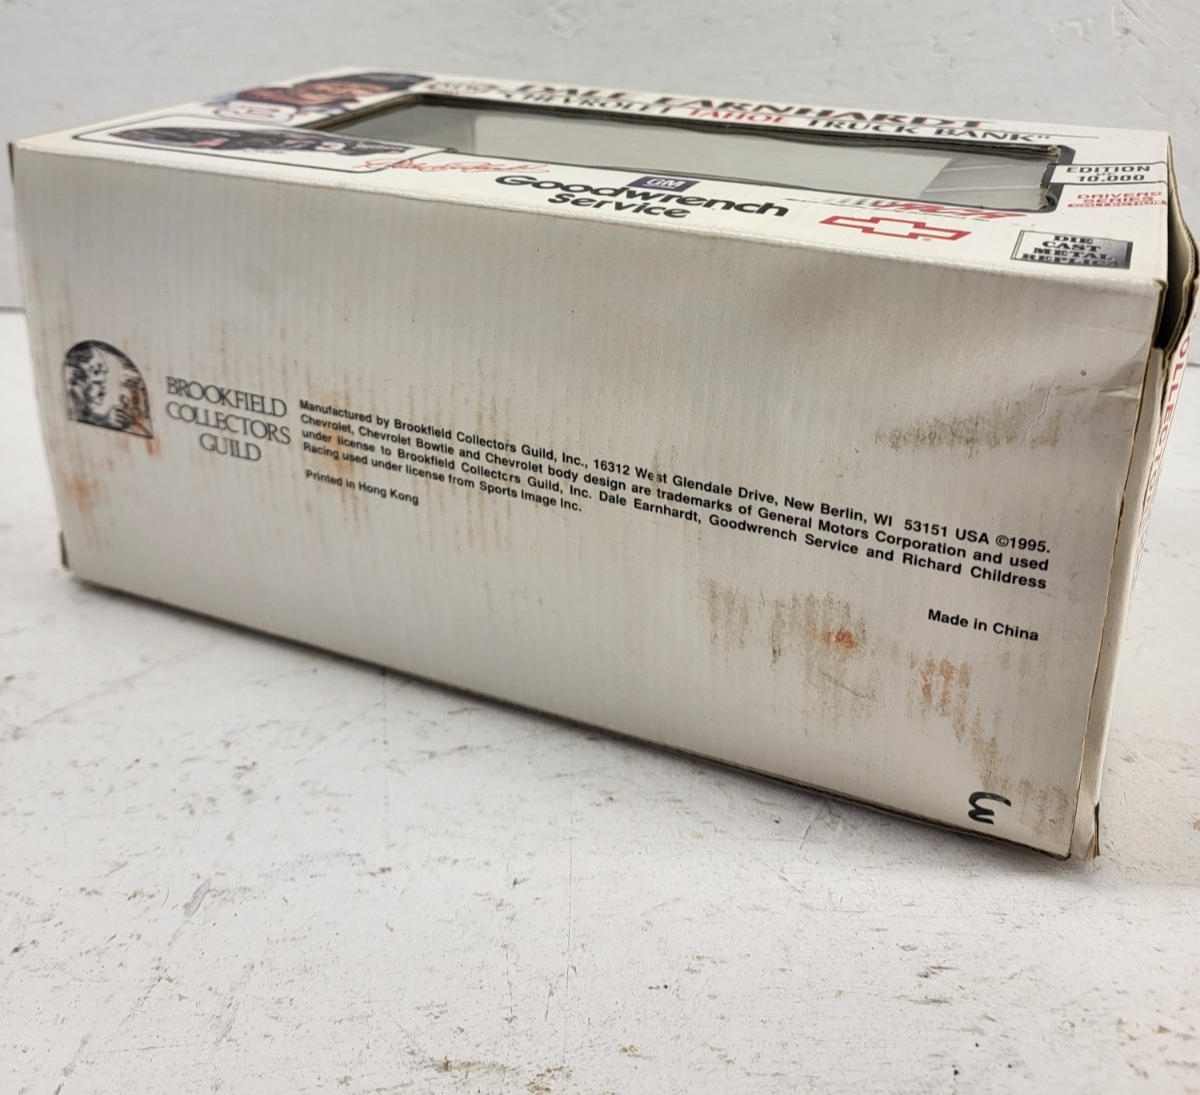 DALE EARNHARDT
"CHEVROLET TAHOE TRUCK BANK"
EDITION
10,000
DRIVERS
SERIES
GM
Goodwrench
Service
DIE
CAST
METAL
REPLICA
BROOKFIELD
COLLECTORS
GUILD
Manufactured by Brookfield Collectors Guild, Inc., 16312 West Glendale Drive, New Berlin, WI 53151 USA ©1995.
Chevrolet, Chevrolet Bowtie and Chevrolet body design are trademarks of General Motors Corporation and used
under license to Brookfield Collectors Guild, Inc. Dale Earnhardt, Goodwrench Service and Richard Childress
Racing used under license from Sports Image Inc.
Printed in Hong Kong
Made in China